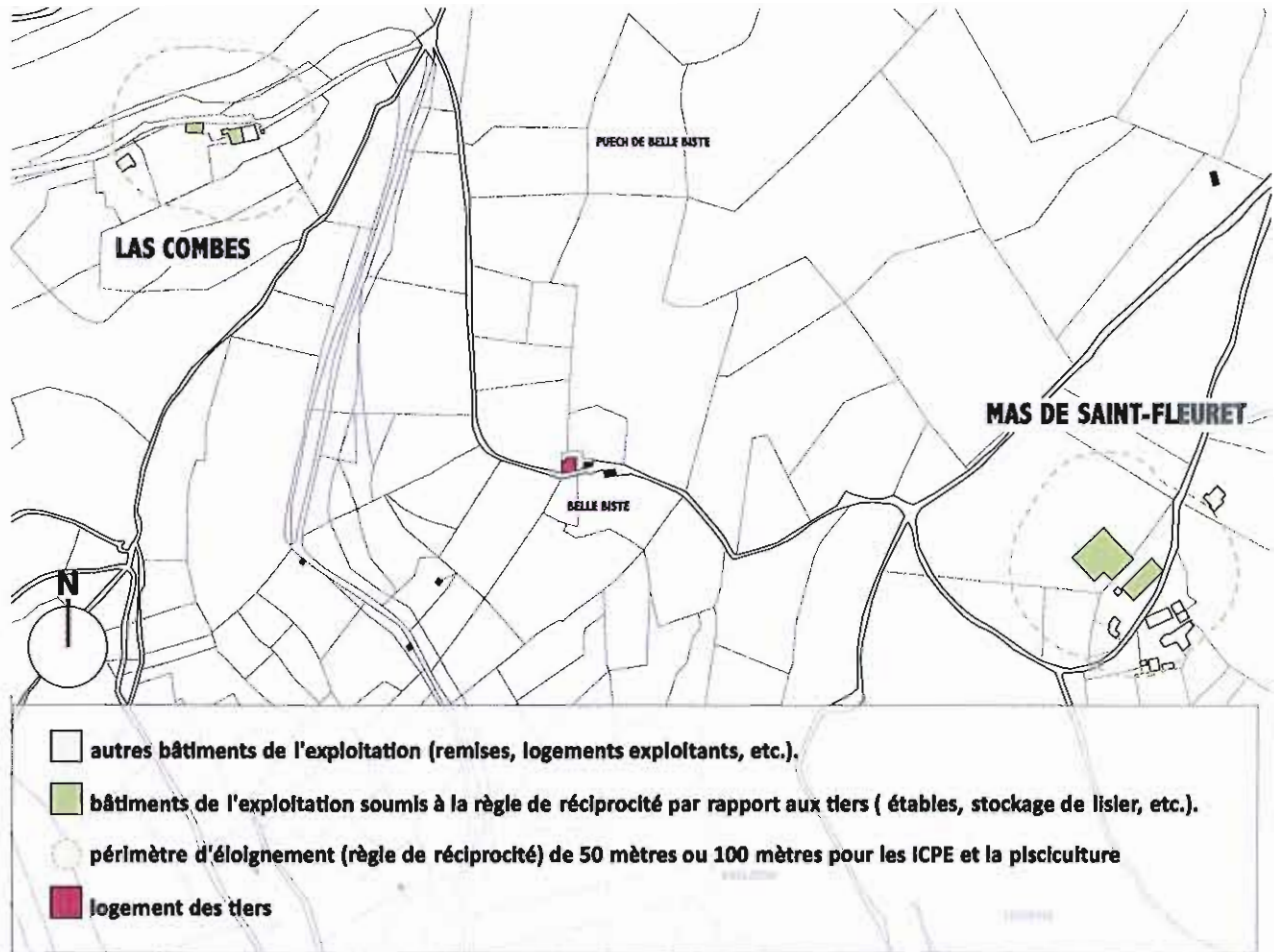 PUECH DE BELLE BISTE
LAS COMBES
MAS DE SAINT-FLEURET
BELLE BISTE
N
autres bâtiments de l'exploitation (remises, logements exploitants, etc.).
bâtiments de l'exploitation soumis à la règle de réciprocité par rapport aux tiers ( étables, stockage de lisier, etc.).
périmètre d'éloignement (règle de réciprocité) de 50 mètres ou 100 mètres pour les ICPE et la pisciculture
logement des tiers